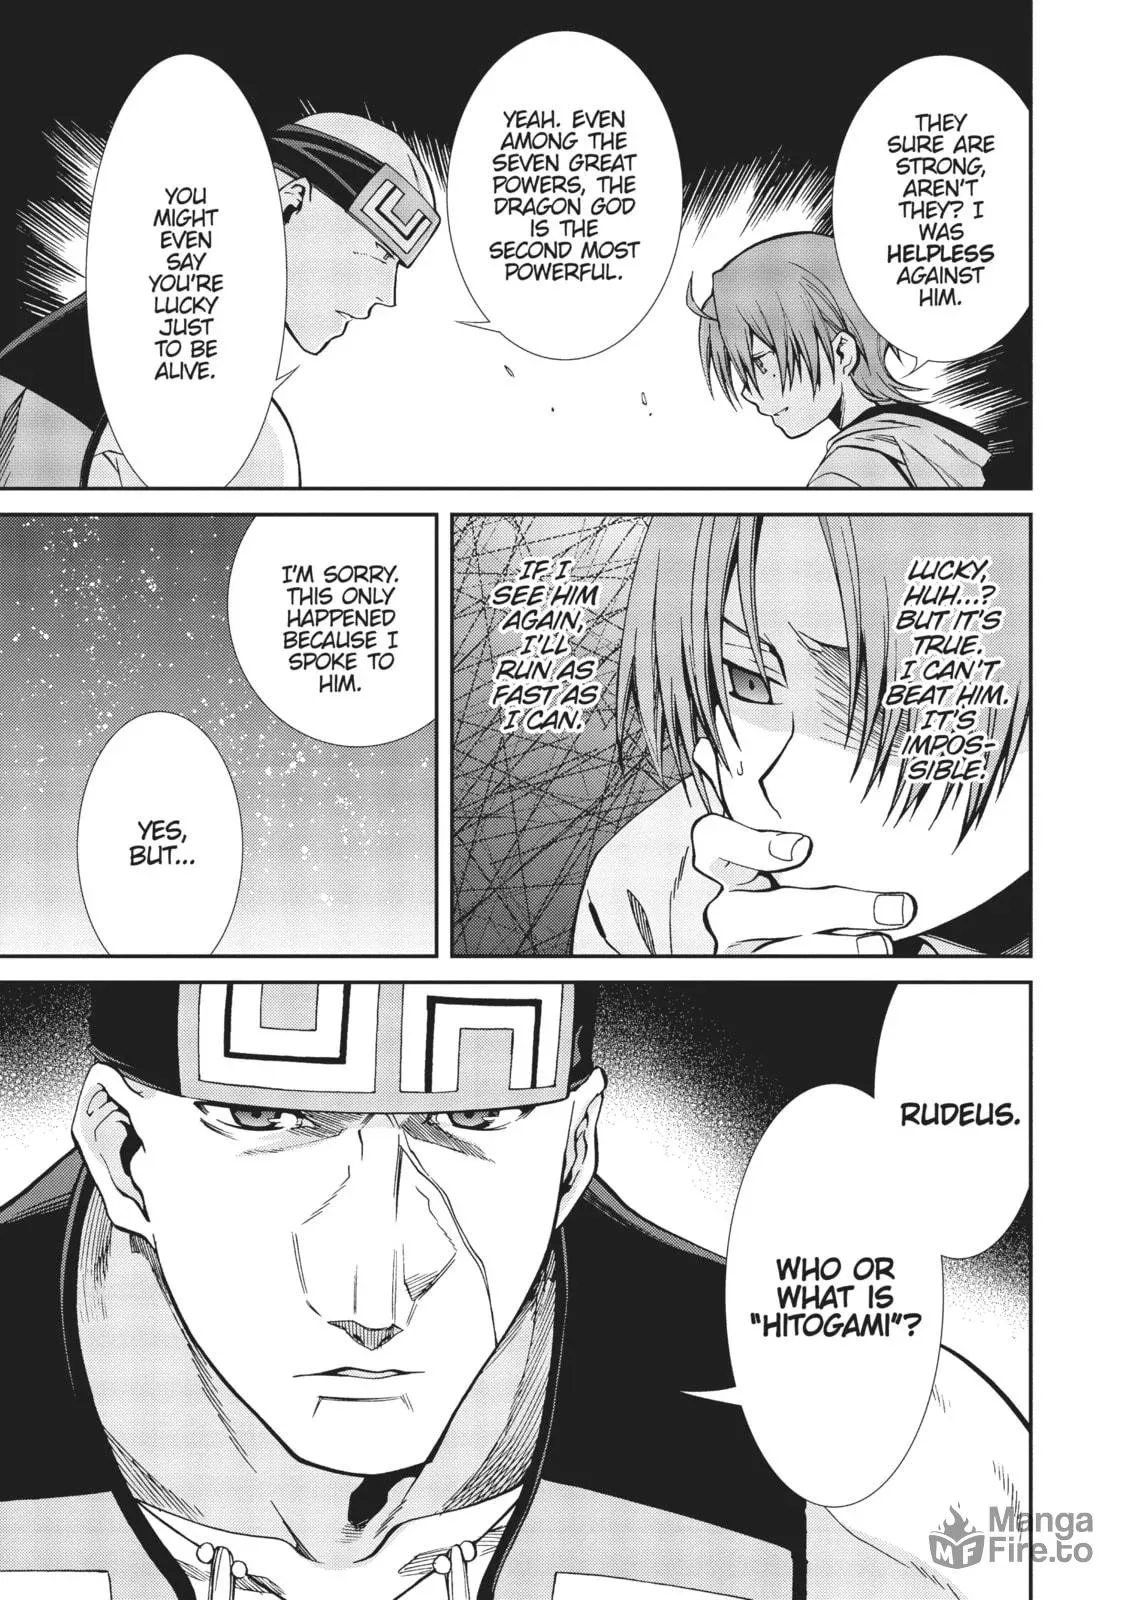 THEY
SURE ARE
STRONG,
AREN'T
THEY? I
WAS
HELPLESS
AGAINST
HIM.
YEAH. EVEN
AMONG THE
SEVEN GREAT
POWERS, THE
DRAGON GOD
IS THE
SECOND MOST
POWERFUL.
YOU
MIGHT
EVEN
SAY
YOU'RE
LUCKY
JUST
TO BE
ALIVE.
LUCKY,
HUH...?
BUT IT'S
TRUE.
I CAN'T
BEAT HIM.
IT'S
IMPOS-
SIBLE.
IF I
SEE HIM
AGAIN,
I'LL
RUN AS
FAST AS
I CAN.
I'M SORRY.
THIS ONLY
HAPPENED
BECAUSE I
SPOKE TO
HIM.
YES,
BUT...
RUDEUS.
WHO OR
WHAT IS
"HITOGAMI"?
MF
Manga
Fire.to